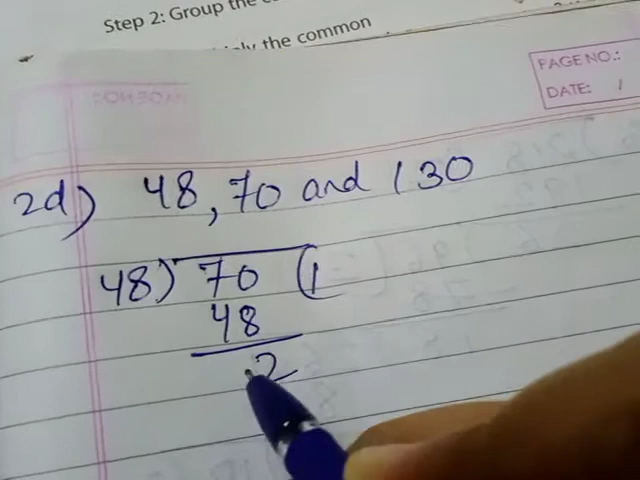 Step 2: Group the
the common
PAGE NO.:
DATE: /
2d) 48, 70 and 130
48) 70 (1
48
2